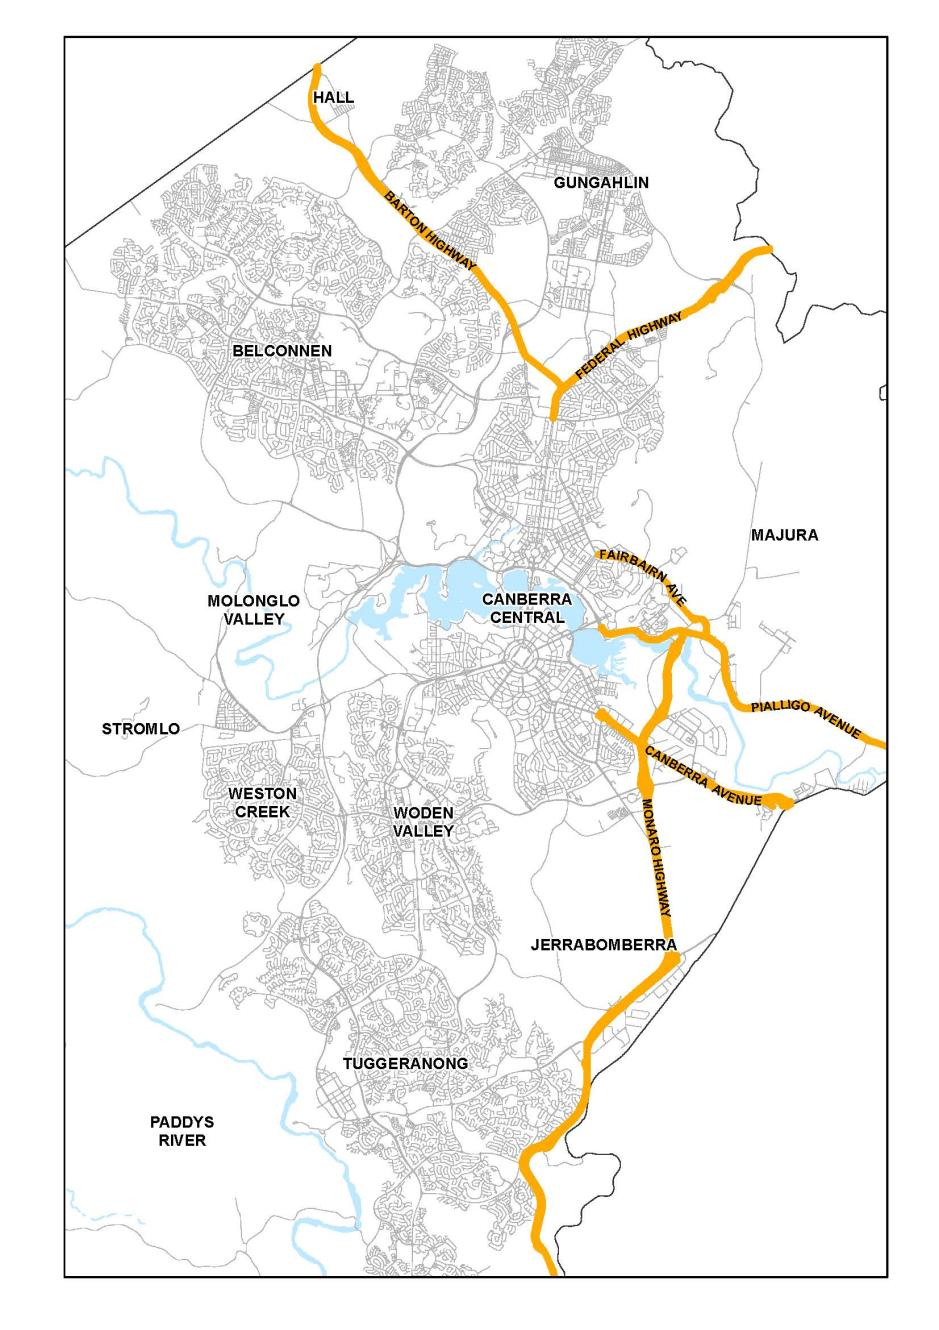 HALL
GUNGAHLIN
BARTON HIGHWAY
FEDERAL HIGHWAY
BELCONNEN
MAJURA
FAIRBAIRN AVE
MOLONGLO
VALLEY
CANBERRA
CENTRAL
PIALLIGO AVENUE
STROMLO
CANBERRA AVENUE
WESTON
CREEK
WODEN
VALLEY
MONARO HIGHWAY
JERRABOMBERRA
TUGGERANONG
PADDYS
RIVER